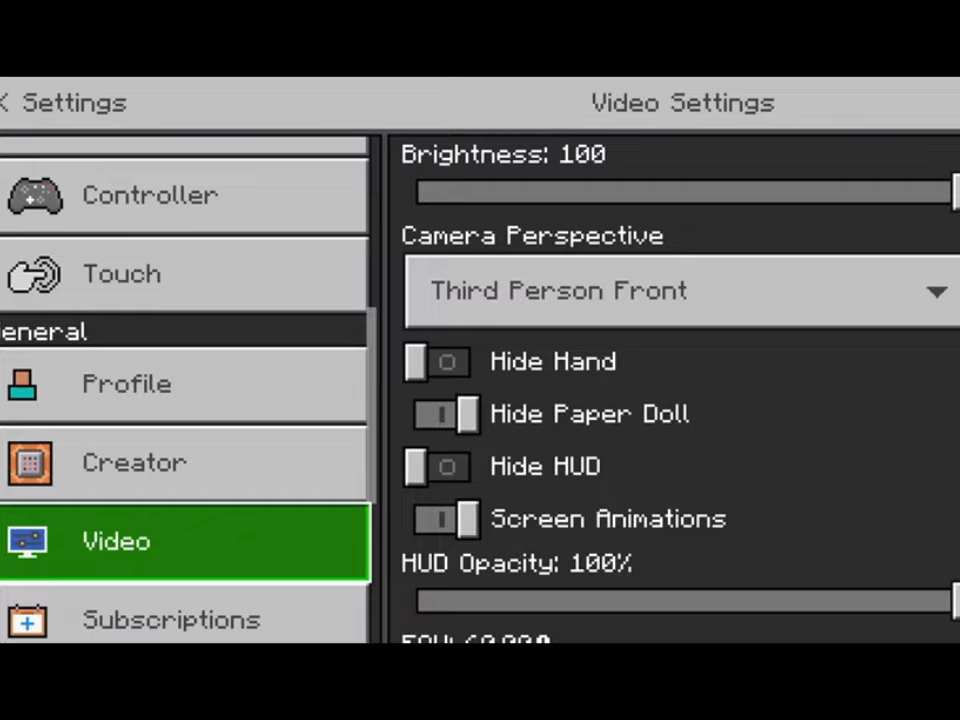 Settings
Video Settings
Controller
Touch
eneral
Profile
Creator
Video
Subscriptions
Brightness: 100
Camera Perspective
Third Person Front
Hide Hand
Hide Paper Doll
Hide HUD
Screen Animations
HUD Opacity: 100%